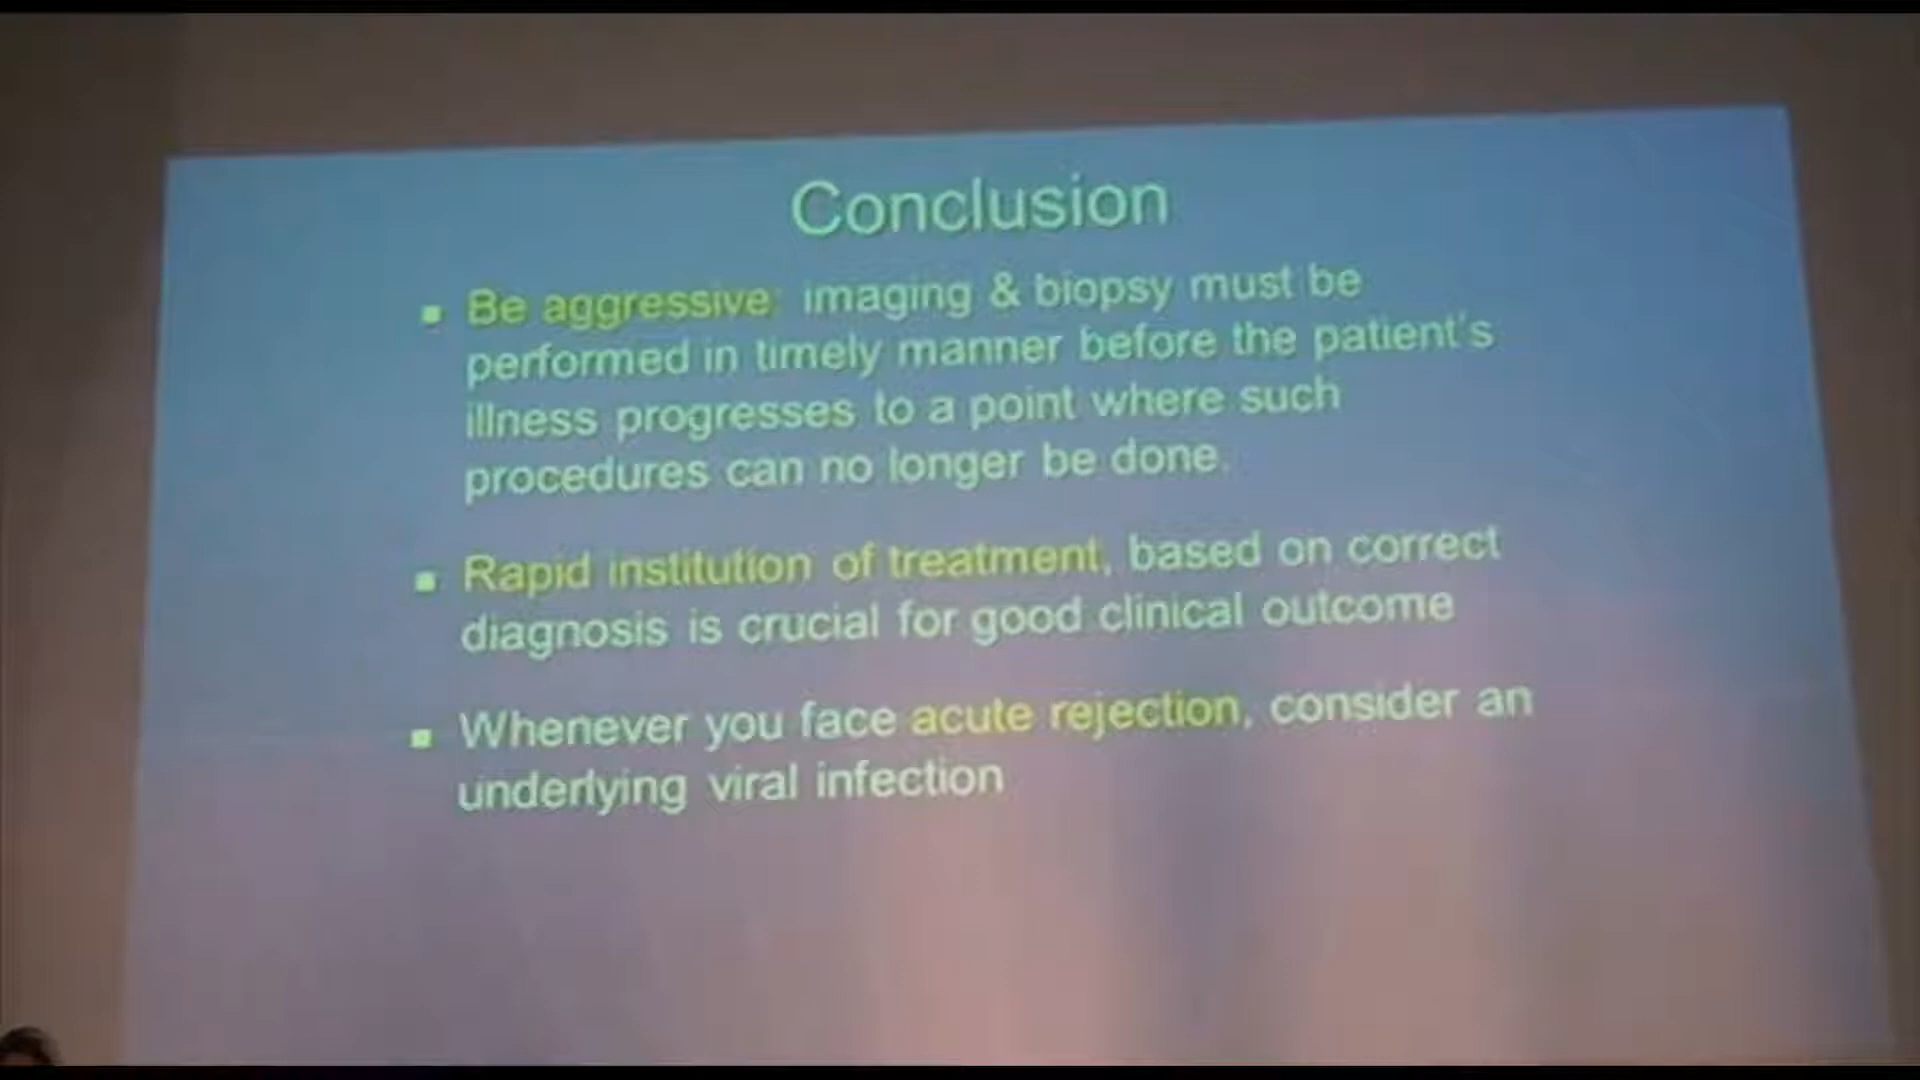 Conclusion
Be aggressive: imaging & biopsy must be
performed in timely manner before the patient's
illness progresses to a point where such
procedures can no longer be done.
Rapid institution of treatment, based on correct
diagnosis is crucial for good clinical outcome
Whenever you face acute rejection, consider an
underlying viral infection